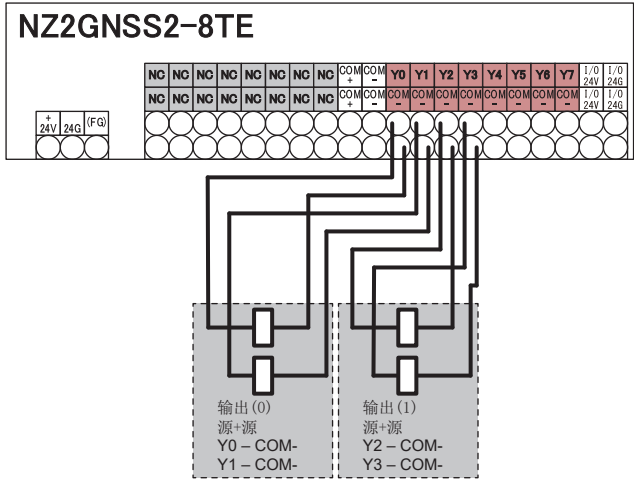 NZ2GNSS2-8TE
NC NC NC NC NC NC NC NC COM+ COM- Y0 Y1 Y2 Y3 Y4 Y5 Y6 Y7 I/O 24V I/O 24G
NC NC NC NC NC NC NC NC COM+ COM- COM- COM- COM- COM- COM- COM- COM- COM- I/O 24V I/O 24G
+24V 24G (FG)
输出(0)
源+源
Y0 – COM-
Y1 – COM-
输出(1)
源+源
Y2 – COM-
Y3 – COM-